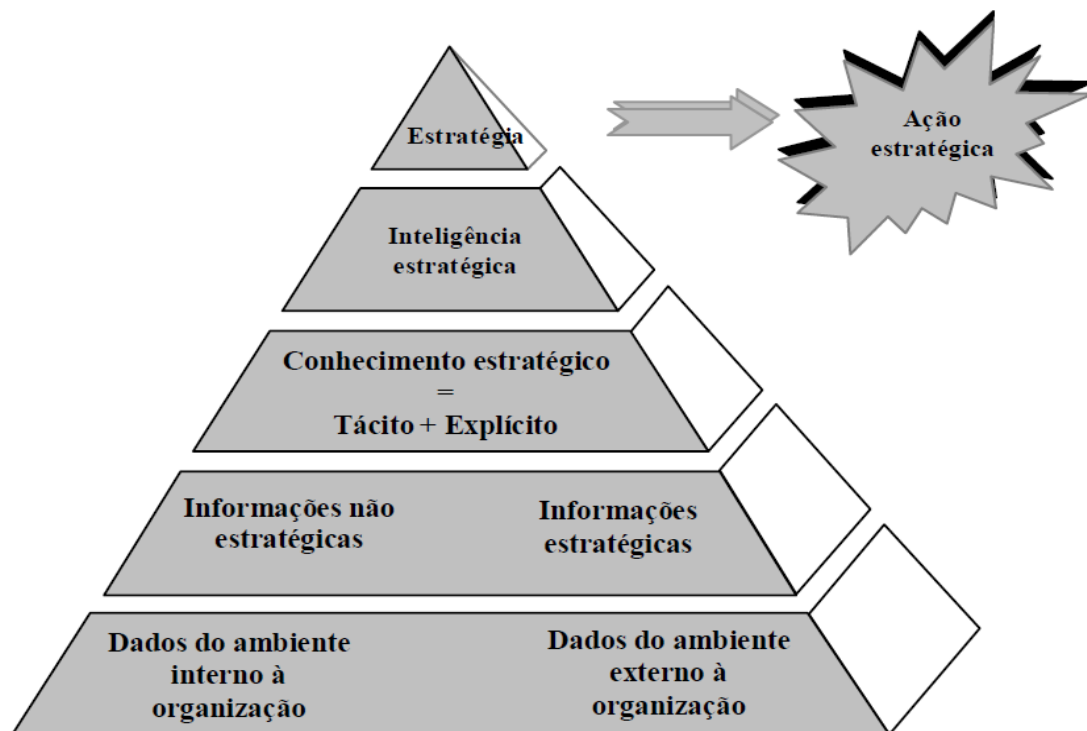 Estratégia
Ação
estratégica
Inteligência
estratégica
Conhecimento estratégico
=
Tácito + Explícito
Informações não
estratégicas
Informações
estratégicas
Dados do ambiente
interno à
organização
Dados do ambiente
externo à
organização